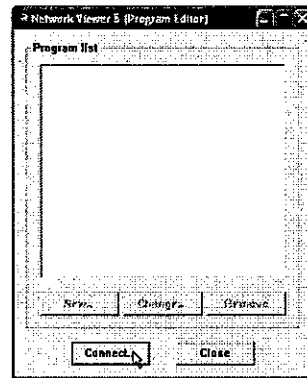 Network Viewer 5 [Program Editor]
Program list
New... Change... Remove
Connect... Close